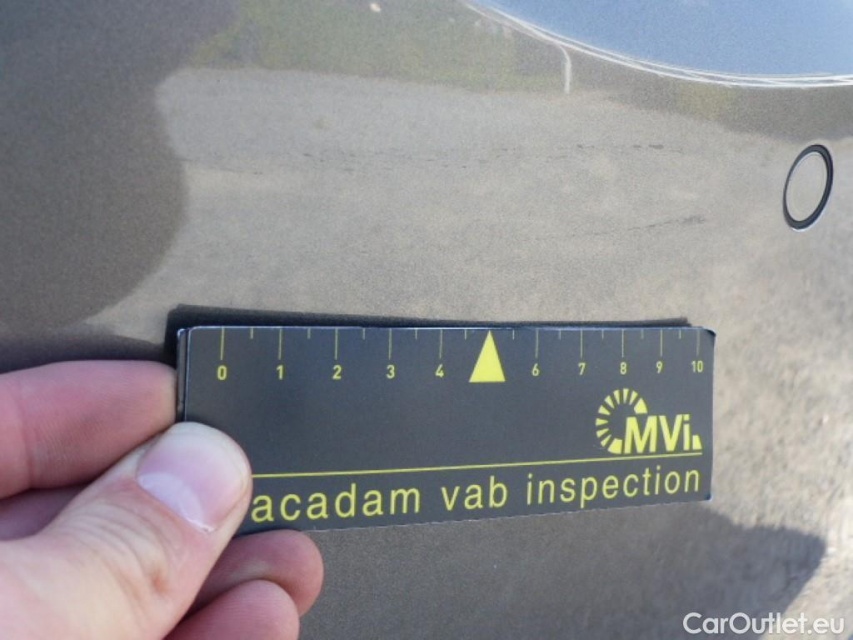 0 1 2 3 4 6 7 8 9 10
MVi
acadam vab inspection
CarOutlet.eu